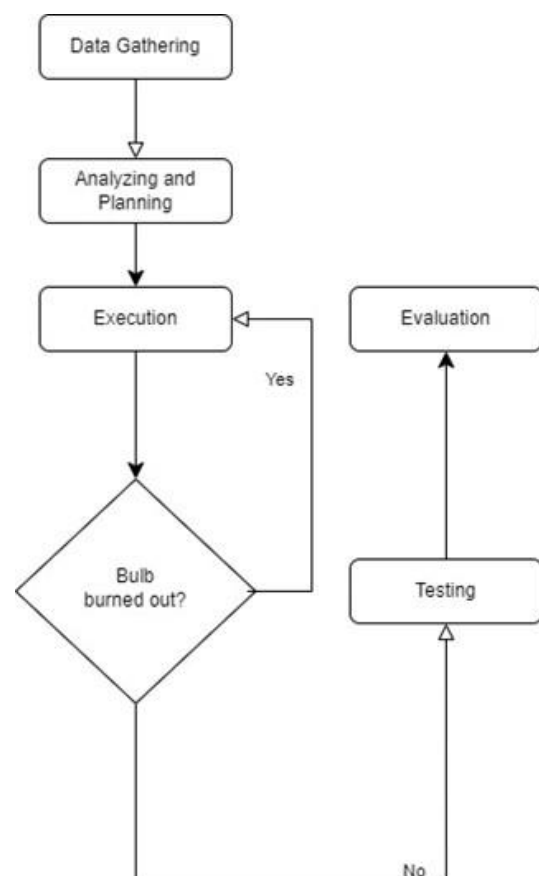 Data Gathering
Analyzing and
Planning
Execution
Evaluation
Yes
Bulb
burned out?
Testing
No